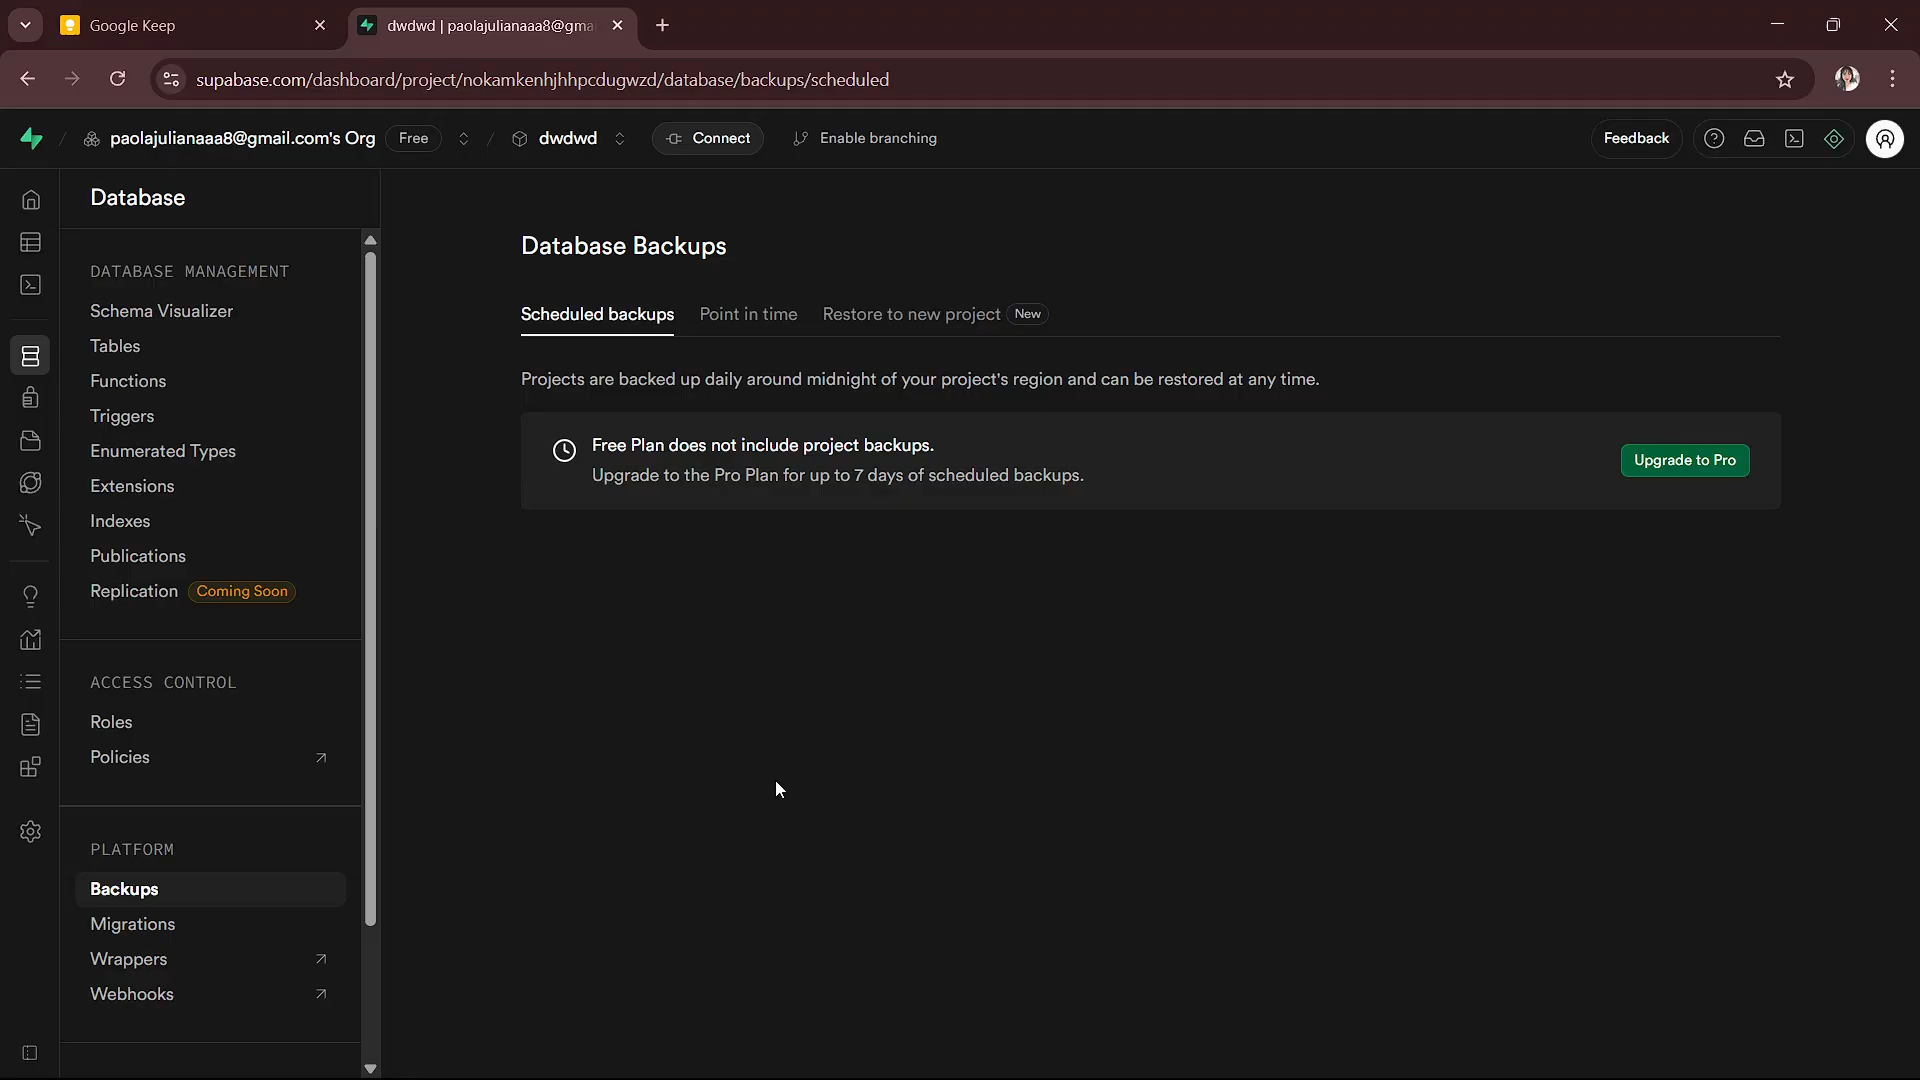 Google Keep
dwdwd | paolajulianaaa8@gma
supabase.com/dashboard/project/nokamkenhjhhpcdugwzd/database/backups/scheduled
paolajulianaaa8@gmail.com's Org Free
dwdwd
Connect
Enable branching
Feedback
Database
DATABASE MANAGEMENT
Schema Visualizer
Tables
Functions
Triggers
Enumerated Types
Extensions
Indexes
Publications
Replication Coming Soon
ACCESS CONTROL
Roles
Policies
PLATFORM
Backups
Migrations
Wrappers
Webhooks
Database Backups
Scheduled backups Point in time Restore to new project New
Projects are backed up daily around midnight of your project's region and can be restored at any time.
Free Plan does not include project backups.
Upgrade to the Pro Plan for up to 7 days of scheduled backups.
Upgrade to Pro